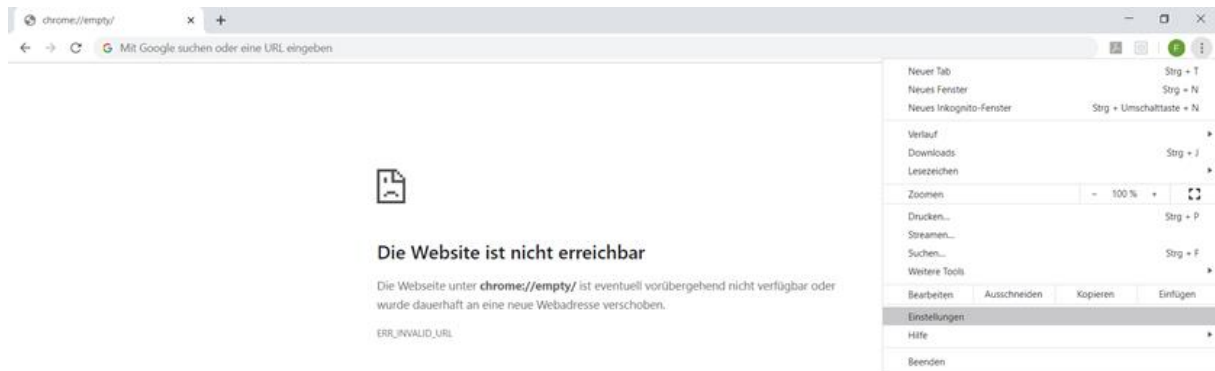 chrome://empty/
Mit Google suchen oder eine URL eingeben
F
Neuer Tab Strg + T
Neues Fenster Strg + N
Neues Inkognito-Fenster Strg + Umschalttaste + N
Verlauf
Downloads Strg + J
Lesezeichen
Zoomen - 100 % +
Drucken... Strg + P
Streamen...
Suchen... Strg + F
Weitere Tools
Bearbeiten Ausschneiden Kopieren Einfügen
Einstellungen
Hilfe
Beenden
Die Website ist nicht erreichbar
Die Webseite unter chrome://empty/ ist eventuell vorübergehend nicht verfügbar oder
wurde dauerhaft an eine neue Webadresse verschoben.
ERR_INVALID_URL